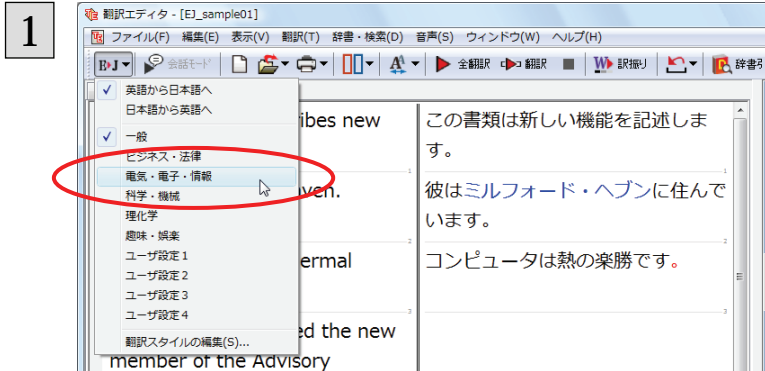 1
翻訳エディタ - [EJ_sample01]
ファイル(F) 編集(E) 表示(V) 翻訳(T) 辞書・検索(D) 音声(S) ウィンドウ(W) ヘルプ(H)
E▸J 会話モード 全翻訳 翻訳 訳振り 辞書引
英語から日本語へ
日本語から英語へ
一般
ビジネス・法律
電気・電子・情報
科学・機械
理化学
趣味・娯楽
ユーザ設定1
ユーザ設定2
ユーザ設定3
ユーザ設定4
翻訳スタイルの編集(S)...
ibes new
1
aven.
2
ermal
3
ed the new
member of the Advisory
この書類は新しい機能を記述しま
す。
1
彼はミルフォード・ヘブンに住んで
います。
2
コンピュータは熱の楽勝です。
3